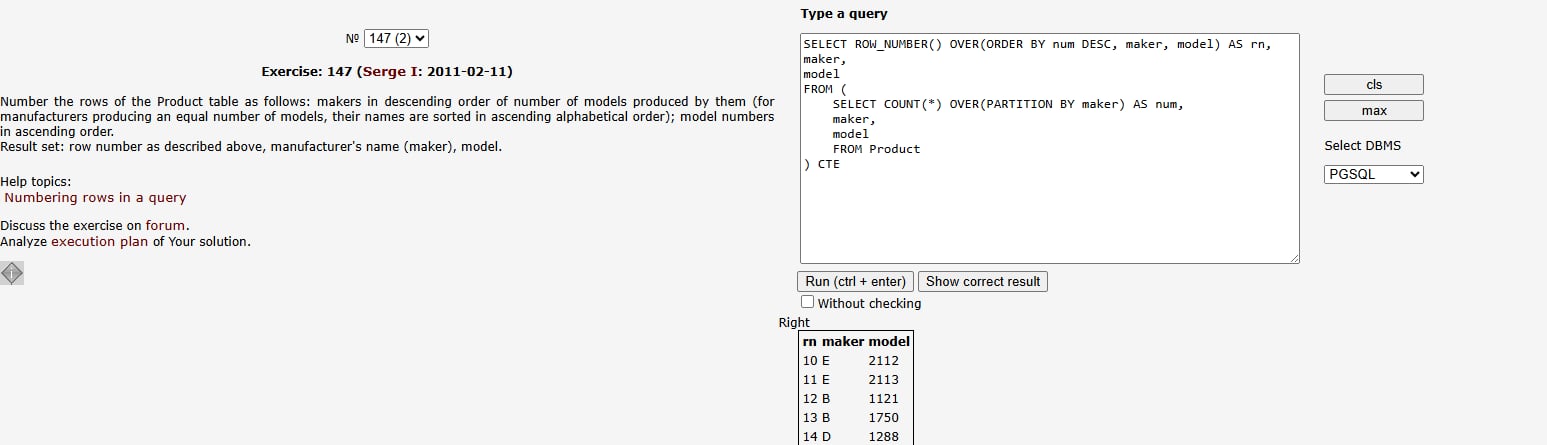 № 147 (2)
Exercise: 147 (Serge I: 2011-02-11)
Number the rows of the Product table as follows: makers in descending order of number of models produced by them (for
manufacturers producing an equal number of models, their names are sorted in ascending alphabetical order); model numbers
in ascending order.
Result set: row number as described above, manufacturer's name (maker), model.
Help topics:
Numbering rows in a query
Discuss the exercise on forum.
Analyze execution plan of Your solution.
Type a query
SELECT ROW_NUMBER() OVER(ORDER BY num DESC, maker, model) AS rn,
maker,
model
FROM (
    SELECT COUNT(*) OVER(PARTITION BY maker) AS num,
    maker,
    model
    FROM Product
) CTE
cls
max
Select DBMS
PGSQL
Run (ctrl + enter) Show correct result
Without checking
Right
rn maker model
10 E 2112
11 E 2113
12 B 1121
13 B 1750
14 D 1288